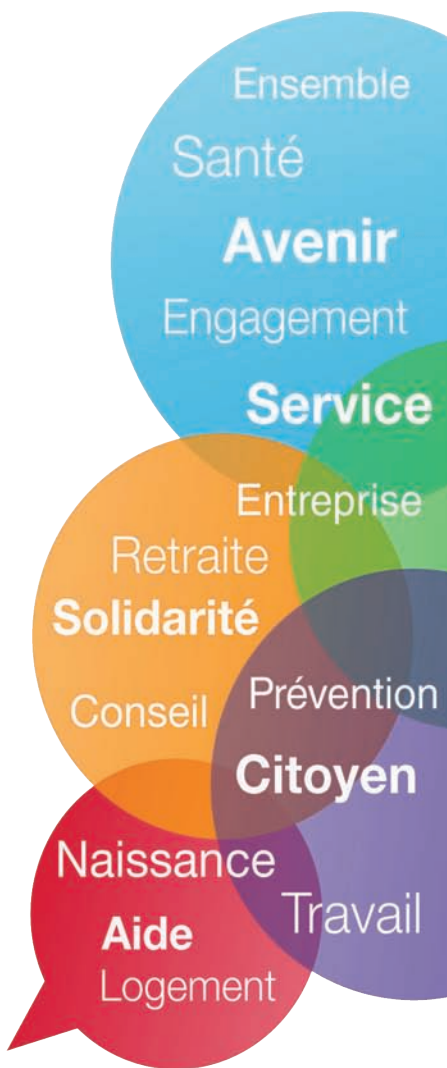 Ensemble
Santé
Avenir
Engagement
Service
Entreprise
Retraite
Solidarité
Prévention
Conseil
Citoyen
Naissance
Travail
Aide
Logement